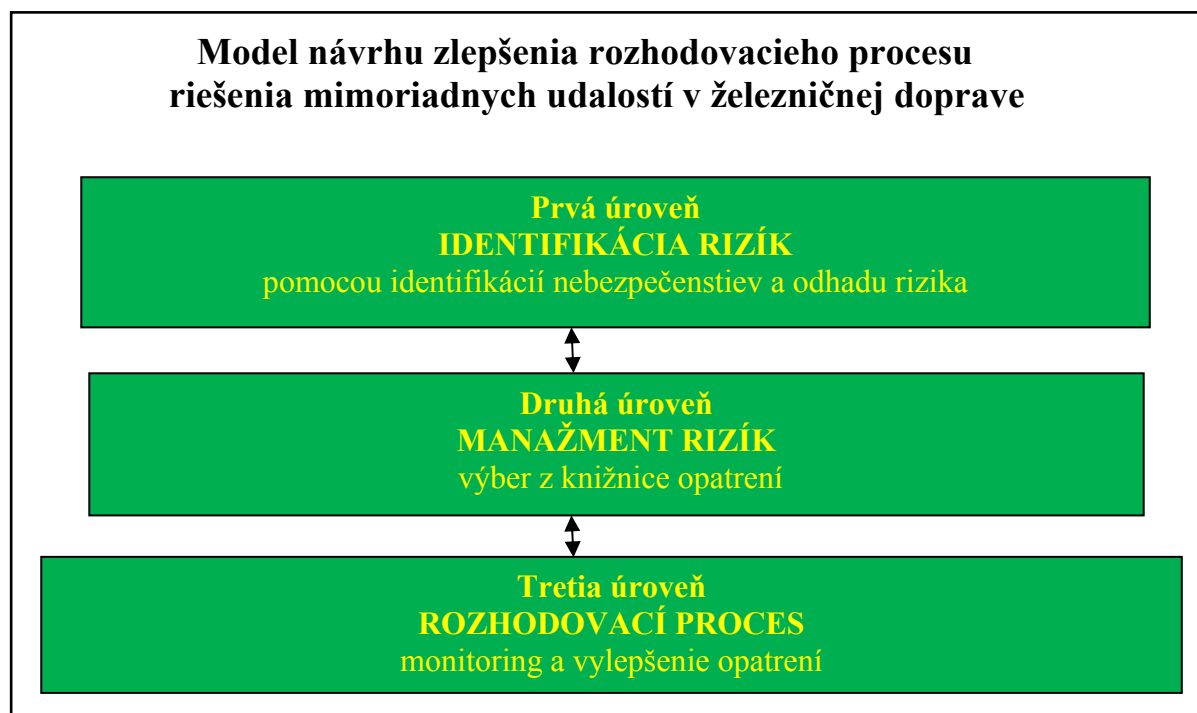 Model návrhu zlepšenia rozhodovacieho procesu
riešenia mimoriadnych udalostí v železničnej doprave
Prvá úroveň
IDENTIFIKÁCIA RIZÍK
pomocou identifikácií nebezpečenstiev a odhadu rizika
Druhá úroveň
MANAŽMENT RIZÍK
výber z knižnice opatrení
Tretia úroveň
ROZHODOVACÍ PROCES
monitoring a vylepšenie opatrení